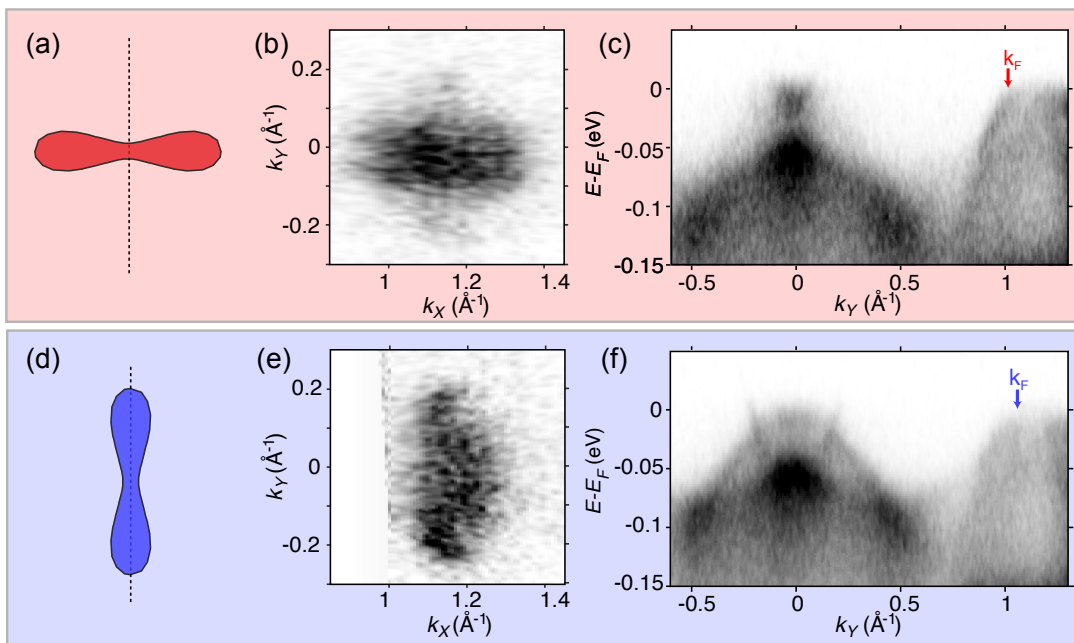 (a)
(b)
0.2
0
-0.2
k_Y (Å⁻¹)
1
1.2
1.4
k_X (Å⁻¹)
(c)
k_F
0
-0.05
-0.1
-0.15
E-E_F (eV)
-0.5
0
0.5
1
k_Y (Å⁻¹)
(d)
(e)
0.2
0
-0.2
k_Y (Å⁻¹)
1
1.2
1.4
k_X (Å⁻¹)
(f)
k_F
0
-0.05
-0.1
-0.15
E-E_F (eV)
-0.5
0
0.5
1
k_Y (Å⁻¹)